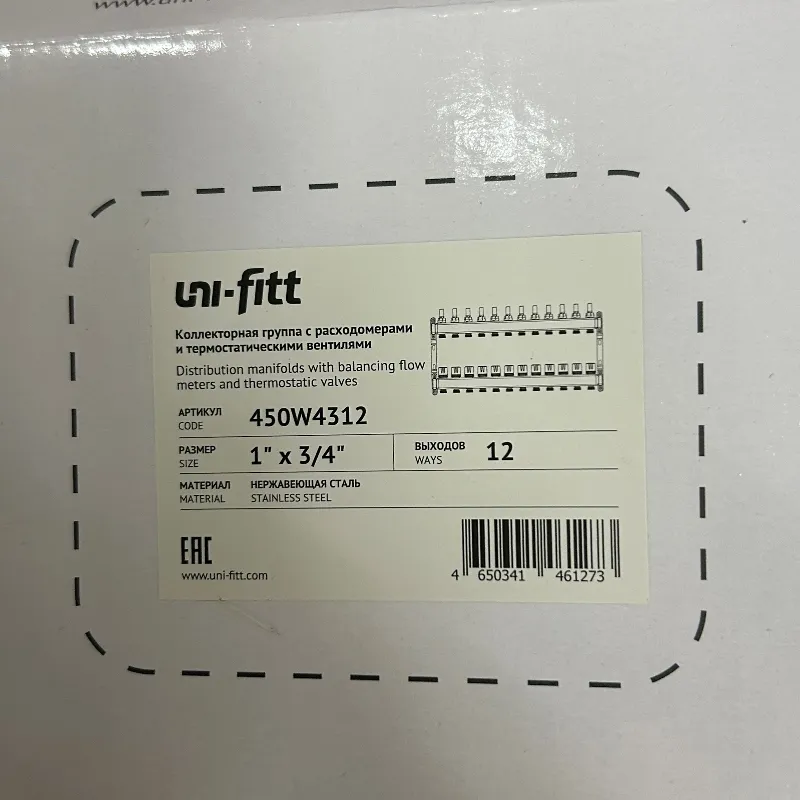 uni-fitt
Коллекторная группа с расходомерами
и термостатическими вентилями
Distribution manifolds with balancing flow
meters and thermostatic valves
АРТИКУЛ
CODE
450W4312
РАЗМЕР
SIZE
1" x 3/4"
ВЫХОДОВ
WAYS
12
МАТЕРИАЛ
MATERIAL
НЕРЖАВЕЮЩАЯ СТАЛЬ
STAINLESS STEEL
EAC
www.uni-fitt.com
4 650341 461273